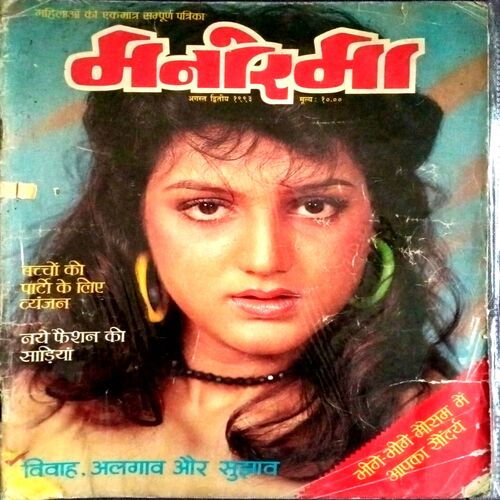 महिलाओं की एकमात्र सम्पूर्ण पत्रिका
मनोरमा
अगस्त द्वितीय १९९३
मूल्य : १०.००
बच्चों की
पार्टी के लिए
व्यंजन
नये फैशन की
साड़ियां
भीगे-भीगे मौसम में
आपका सौंदर्य
विवाह, अलगाव और सुझाव